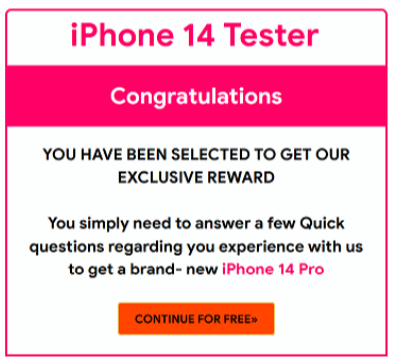 iPhone 14 Tester
Congratulations
YOU HAVE BEEN SELECTED TO GET OUR
EXCLUSIVE REWARD
You simply need to answer a few Quick
questions regarding you experience with us
to get a brand- new iPhone 14 Pro
CONTINUE FOR FREE»